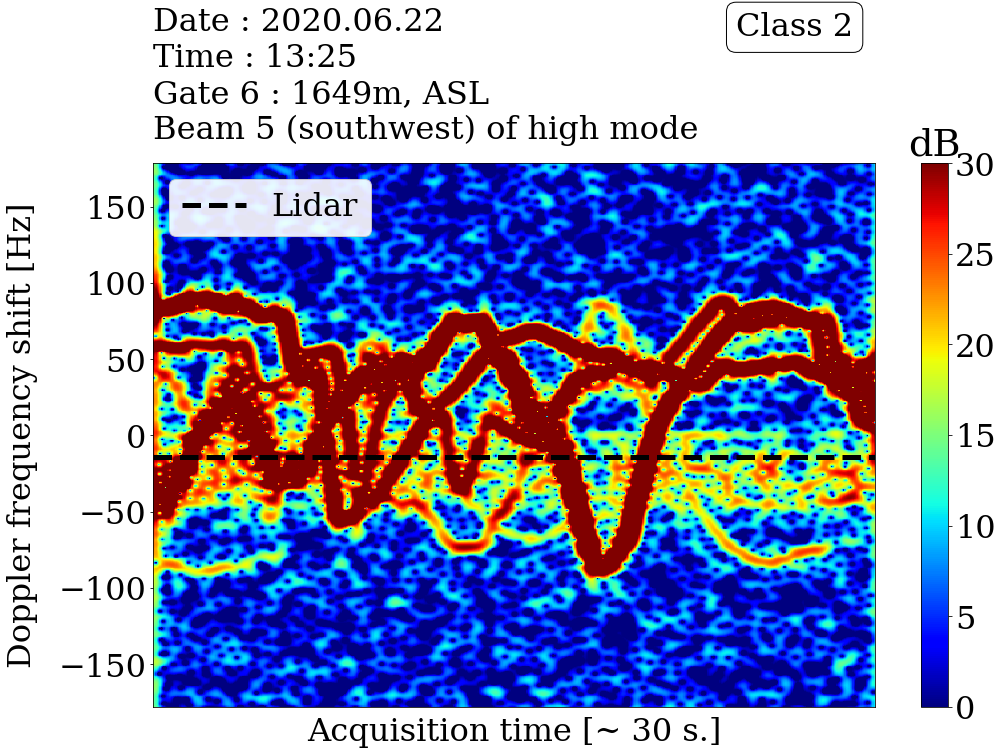 Date : 2020.06.22
Time : 13:25
Gate 6 : 1649m, ASL
Beam 5 (southwest) of high mode
Class 2
dB
Lidar
Doppler frequency shift [Hz]
150
100
50
0
−50
−100
−150
Acquisition time [~ 30 s.]
30
25
20
15
10
5
0